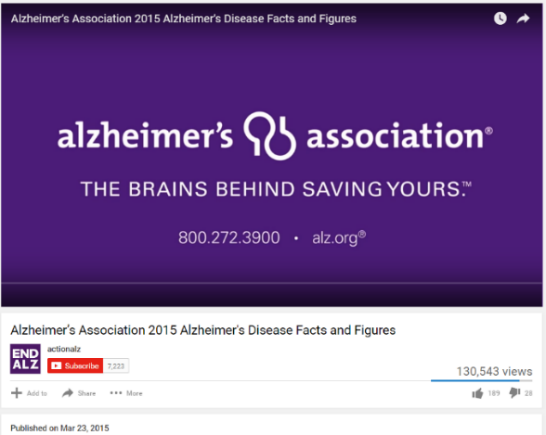 Alzheimer's Association 2015 Alzheimer's Disease Facts and Figures
alzheimer's association®
THE BRAINS BEHIND SAVING YOURS.™
800.272.3900 • alz.org®
Alzheimer's Association 2015 Alzheimer's Disease Facts and Figures
END
ALZ
actionalz
Subscribe 7,223
130,543 views
Add to Share More
189 28
Published on Mar 23, 2015